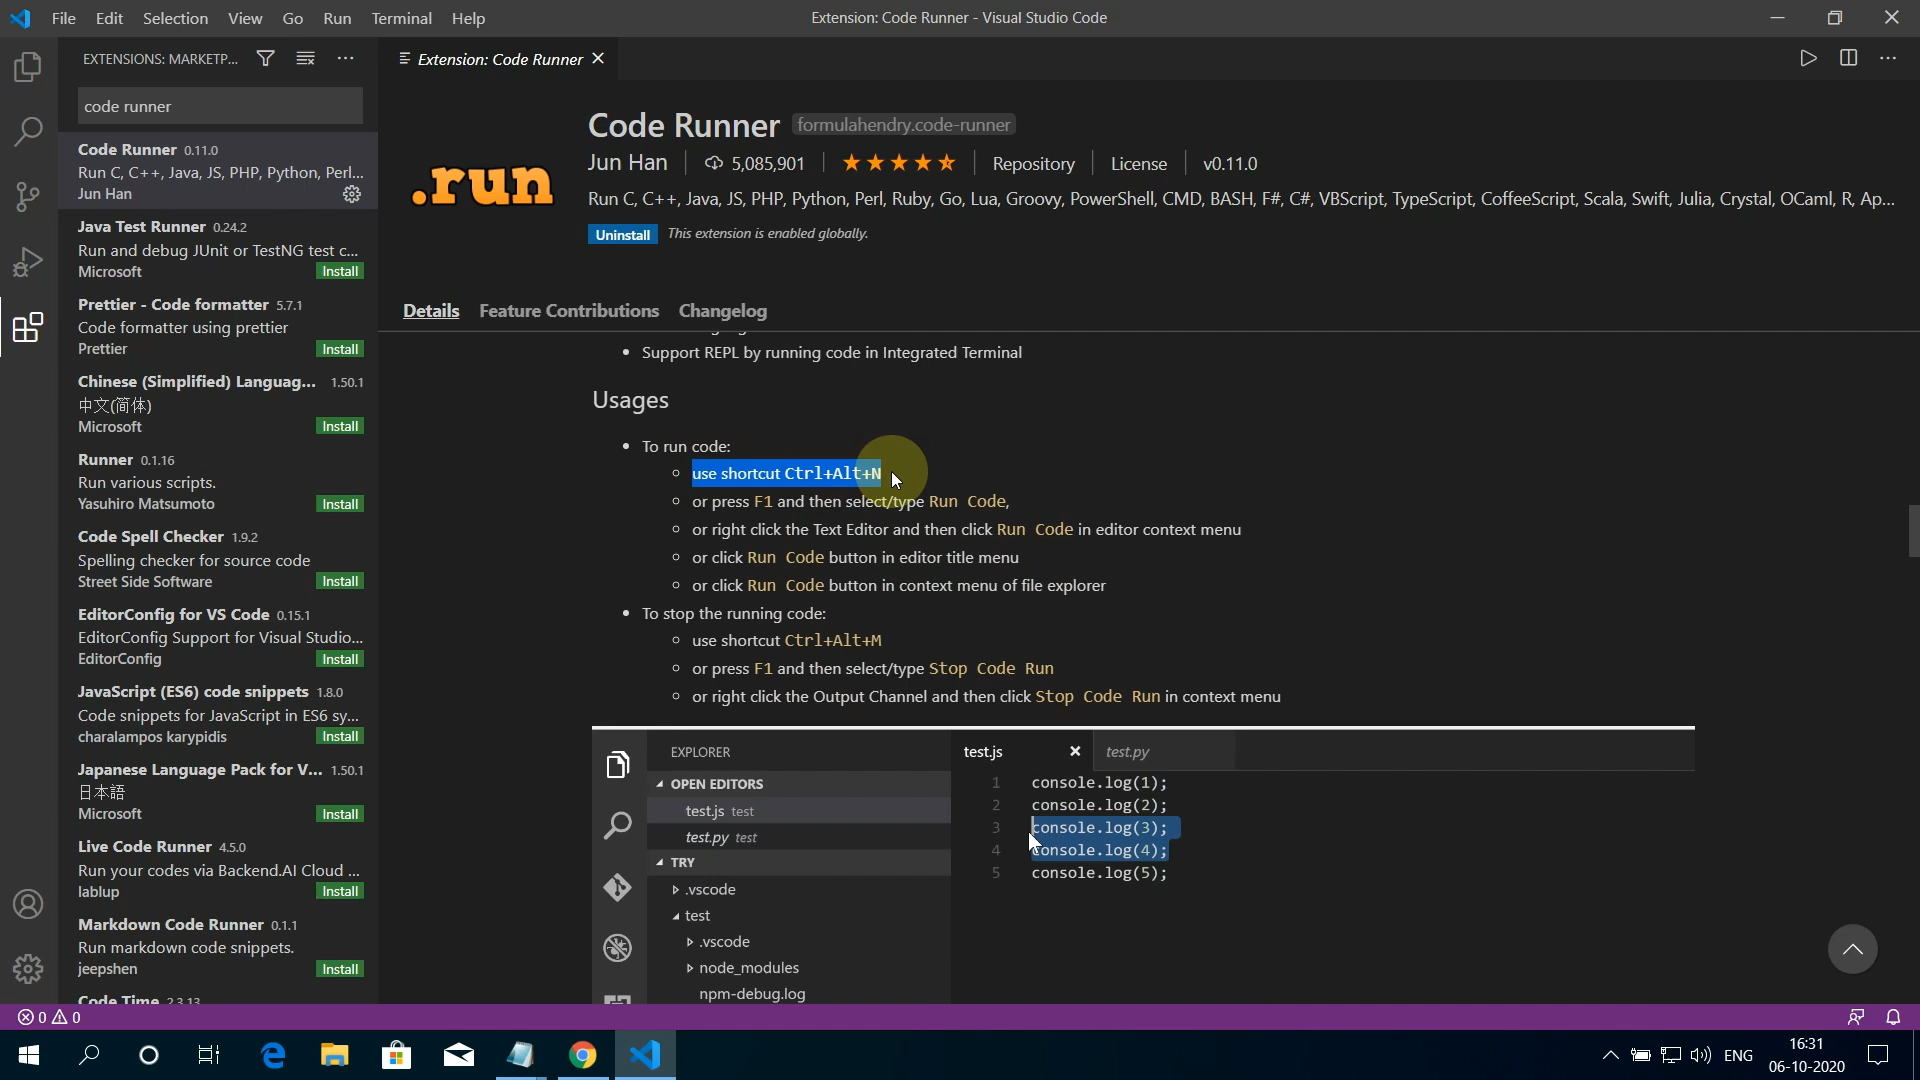 File Edit Selection View Go Run Terminal Help
Extension: Code Runner - Visual Studio Code
EXTENSIONS: MARKETP...
code runner
Code Runner 0.11.0
Run C, C++, Java, JS, PHP, Python, Perl...
Jun Han
Java Test Runner 0.24.2
Run and debug JUnit or TestNG test c...
Microsoft Install
Prettier - Code formatter 5.7.1
Code formatter using prettier
Prettier Install
Chinese (Simplified) Languag... 1.50.1
中文(简体)
Microsoft Install
Runner 0.1.16
Run various scripts.
Yasuhiro Matsumoto Install
Code Spell Checker 1.9.2
Spelling checker for source code
Street Side Software Install
EditorConfig for VS Code 0.15.1
EditorConfig Support for Visual Studio...
EditorConfig Install
JavaScript (ES6) code snippets 1.8.0
Code snippets for JavaScript in ES6 sy...
charalampos karypidis Install
Japanese Language Pack for V... 1.50.1
日本語
Microsoft Install
Live Code Runner 4.5.0
Run your codes via Backend.AI Cloud ...
lablup Install
Markdown Code Runner 0.1.1
Run markdown code snippets.
jeepshen Install
Code Time 2.3.13
Extension: Code Runner
.run
Code Runner formulahendry.code-runner
Jun Han 5,085,901 Repository License v0.11.0
Run C, C++, Java, JS, PHP, Python, Perl, Ruby, Go, Lua, Groovy, PowerShell, CMD, BASH, F#, C#, VBScript, TypeScript, CoffeeScript, Scala, Swift, Julia, Crystal, OCaml, R, Ap...
Uninstall This extension is enabled globally.
Details Feature Contributions Changelog
• Support REPL by running code in Integrated Terminal
Usages
• To run code:
○ use shortcut Ctrl+Alt+N
○ or press F1 and then select/type Run Code,
○ or right click the Text Editor and then click Run Code in editor context menu
○ or click Run Code button in editor title menu
○ or click Run Code button in context menu of file explorer
• To stop the running code:
○ use shortcut Ctrl+Alt+M
○ or press F1 and then select/type Stop Code Run
○ or right click the Output Channel and then click Stop Code Run in context menu
EXPLORER
OPEN EDITORS
test.js test
test.py test
TRY
.vscode
test
.vscode
node_modules
npm-debug.log
test.js test.py
1 console.log(1);
2 console.log(2);
3 console.log(3);
4 console.log(4);
5 console.log(5);
0 0
ENG
16:31
06-10-2020